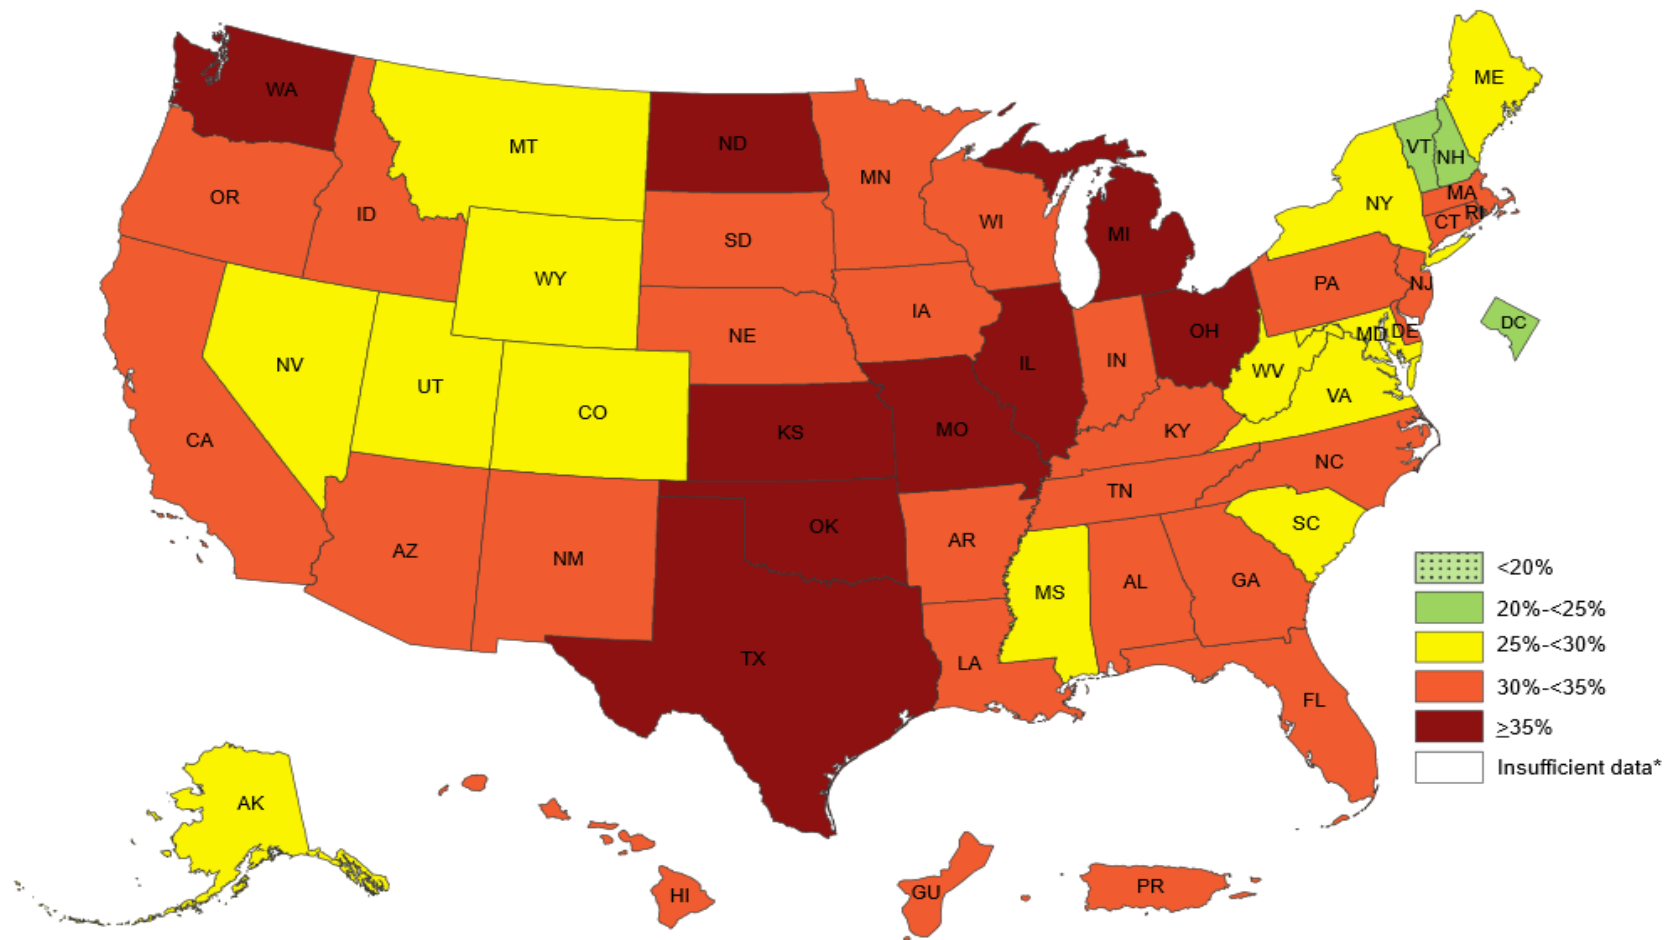 WA
ME
MT
ND
VT
NH
MN
OR
ID
MA
NY
CT
RI
WI
MI
SD
WY
PA
NJ
IA
DC
NE
OH
MD
DE
NV
IN
IL
WV
UT
VA
CO
KS
MO
KY
CA
NC
TN
SC
OK
AR
AZ
NM
GA
AL
MS
TX
LA
FL
<20%
20%-<25%
25%-<30%
30%-<35%
≥35%
Insufficient data*
AK
HI
GU
PR